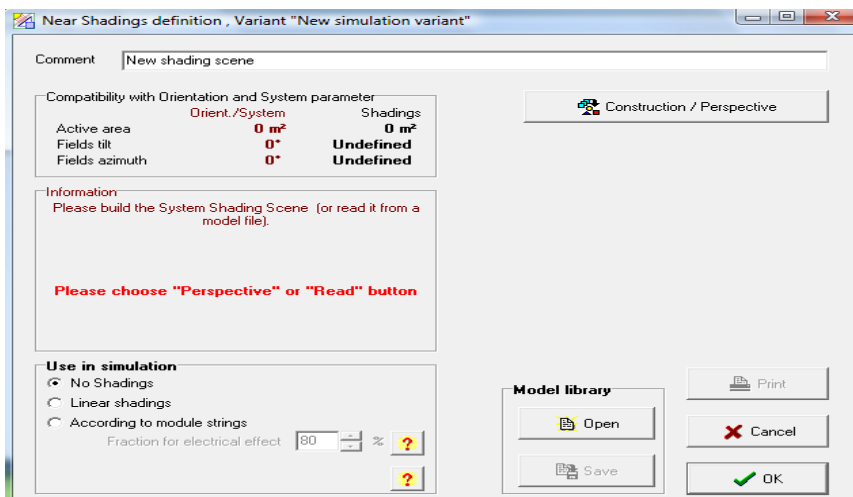 Near Shadings definition , Variant "New simulation variant"
Comment New shading scene
Compatibility with Orientation and System parameter
Orient./System Shadings
Active area 0 m² 0 m²
Fields tilt 0° Undefined
Fields azimuth 0° Undefined
Construction / Perspective
Information
Please build the System Shading Scene (or read it from a
model file).
Please choose "Perspective" or "Read" button
Use in simulation
No Shadings
Linear shadings
According to module strings
Fraction for electrical effect 80 % ?
?
Model library
Open
Save
Print
Cancel
OK